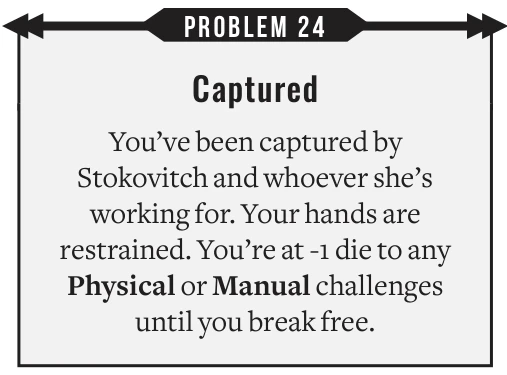 PROBLEM 24
Captured
You’ve been captured by
Stokovitch and whoever she’s
working for. Your hands are
restrained. You’re at -1 die to any
Physical or Manual challenges
until you break free.